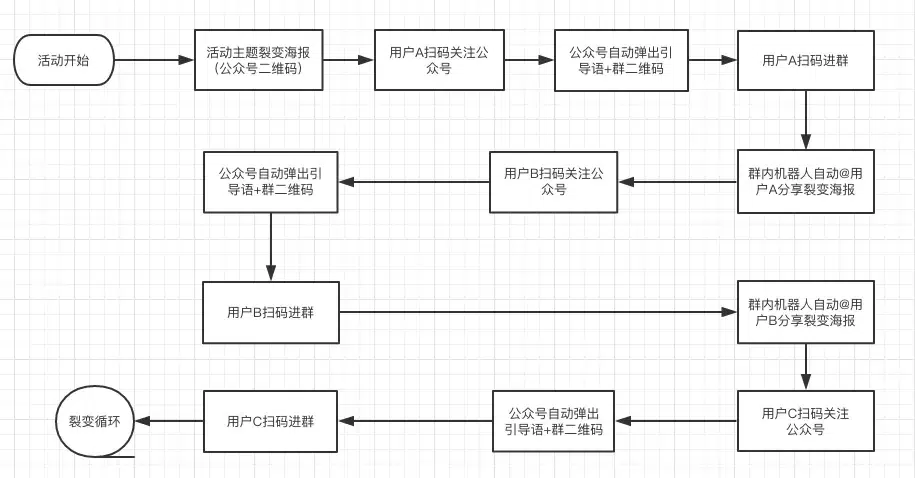 活动开始
活动主题裂变海报
（公众号二维码）
用户A扫码关注公
众号
公众号自动弹出引
导语+群二维码
用户A扫码进群
群内机器人自动@用
户A分享裂变海报
用户B扫码关注公
众号
公众号自动弹出引
导语+群二维码
用户B扫码进群
群内机器人自动@用
户B分享裂变海报
用户C扫码关注
公众号
公众号自动弹出
引导语+群二维码
用户C扫码进群
裂变循环